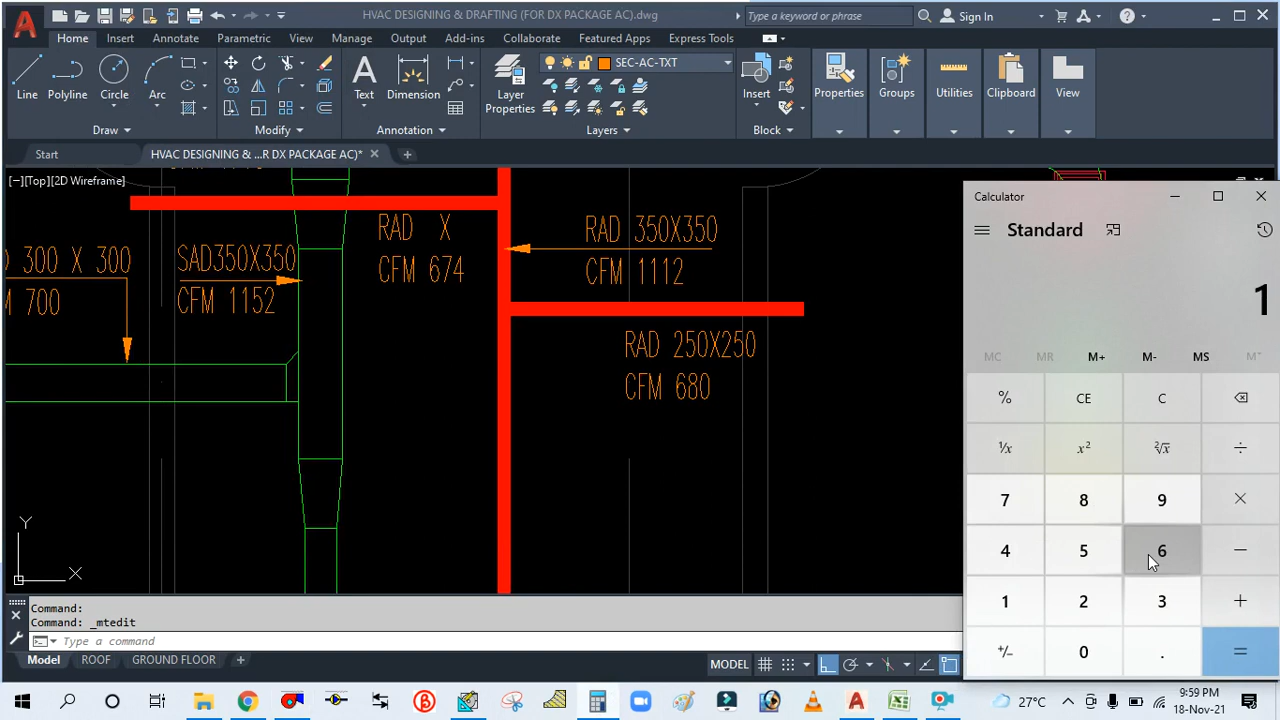 HVAC DESIGNING & DRAFTING (FOR DX PACKAGE AC).dwg
Type a keyword or phrase
Sign In
Home Insert Annotate Parametric View Manage Output Add-ins Collaborate Featured Apps Express Tools
SEC-AC-TXT
Line Polyline Circle Arc Text Dimension Layer Properties Insert Properties Groups Utilities Clipboard View
Draw Modify Annotation Layers Block
Start
HVAC DESIGNING & ...R DX PACKAGE AC)*
[−][Top][2D Wireframe]
RAD X
CFM 674
RAD 350X350
CFM 1112
SAD350X350
CFM 1152
300 X 300
700
RAD 250X250
CFM 680
Y
X
Calculator
Standard
1
MC MR M+ M- MS
% CE C
7 8 9 ×
4 5 6 −
1 2 3 +
+/- 0 . =
Command:
Command: _mtedit
Type a command
Model ROOF GROUND FLOOR
MODEL
27°C
9:59 PM
18-Nov-21